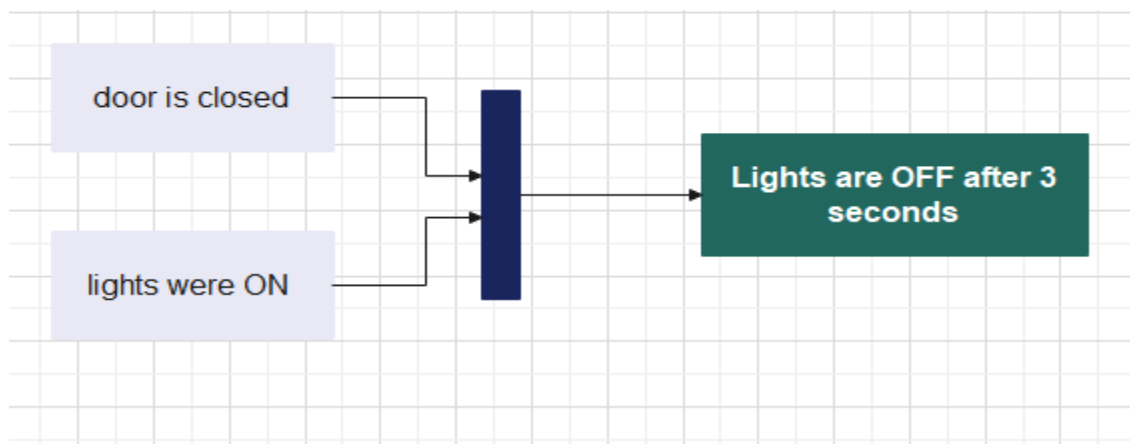 door is closed
lights were ON
Lights are OFF after 3
seconds